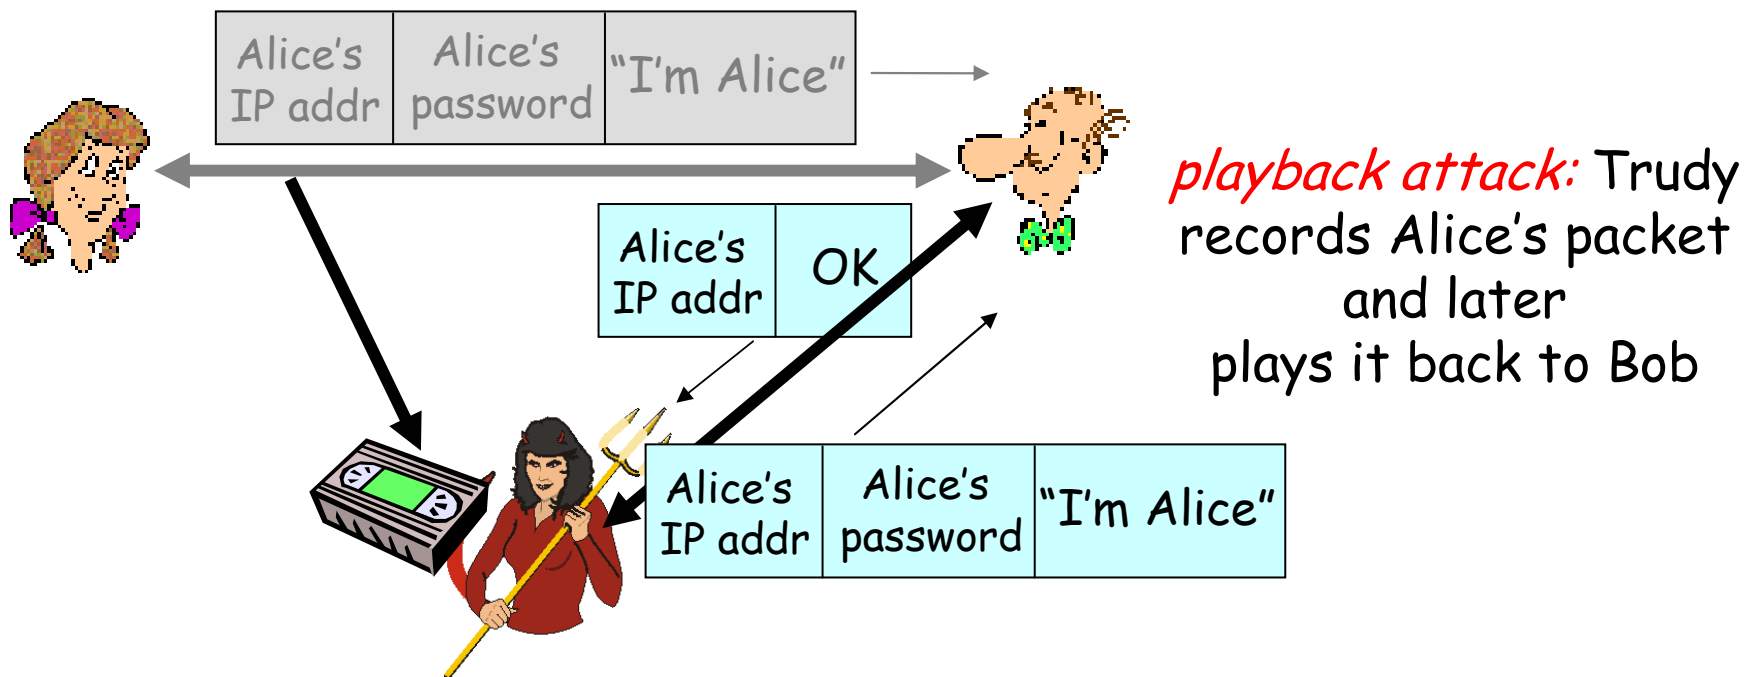 Alice’s
IP addr
Alice’s
password
“I’m Alice”
Alice’s
IP addr
OK
playback attack: Trudy
records Alice’s packet
and later
plays it back to Bob
Alice’s
IP addr
Alice’s
password
“I’m Alice”